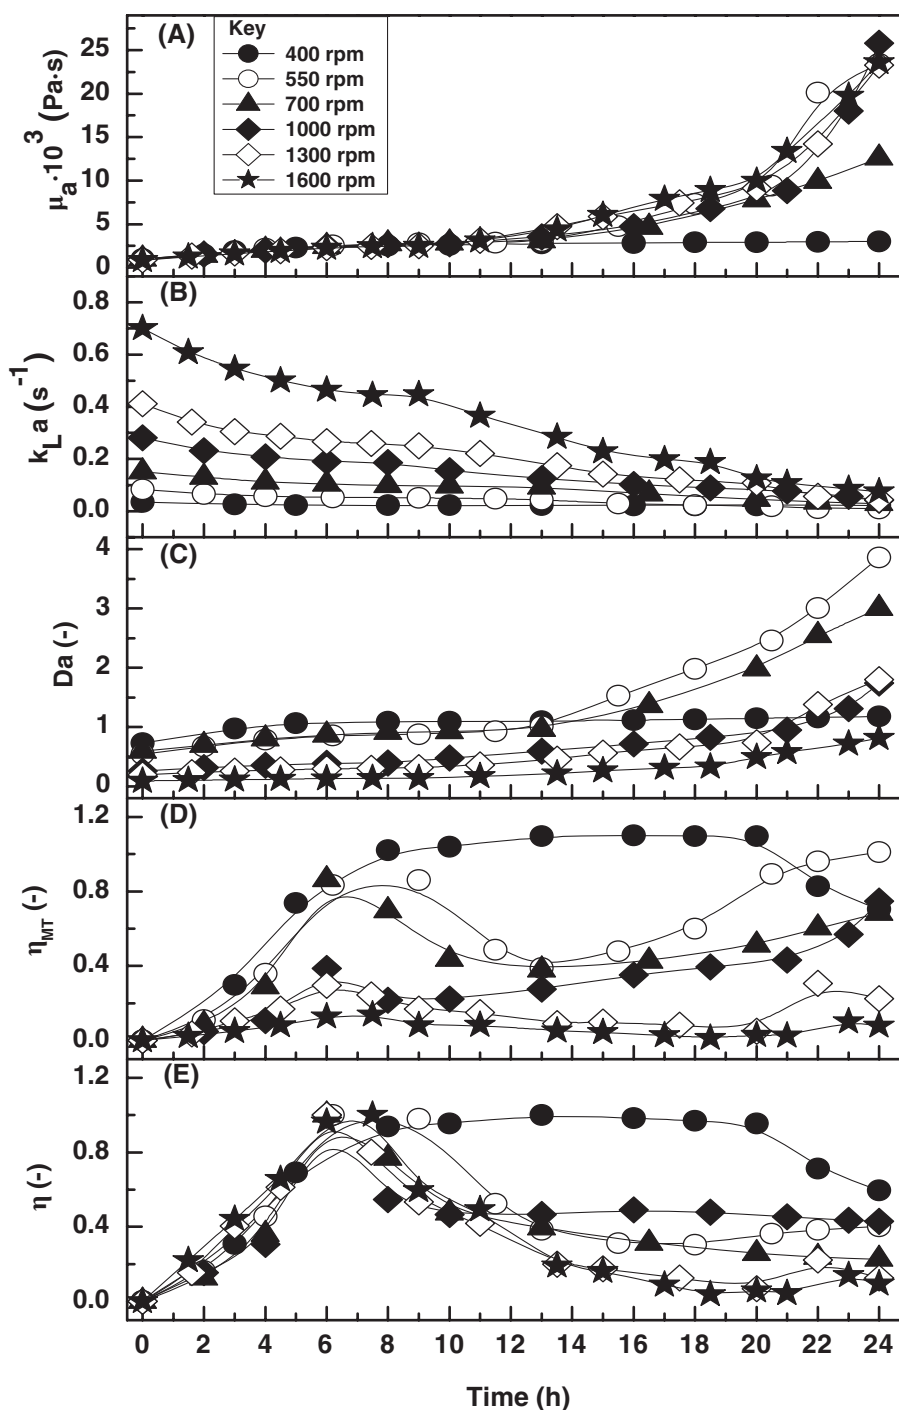 (A)
Key
400 rpm
550 rpm
700 rpm
1000 rpm
1300 rpm
1600 rpm
25
20
15
10
5
0
μa·10³ (Pa·s)
(B)
0.8
0.6
0.4
0.2
0.0
kL a (s⁻¹)
(C)
4
3
2
1
0
Da (-)
(D)
1.2
0.8
0.4
0.0
ηMT (-)
(E)
1.2
0.8
0.4
0.0
η (-)
0 2 4 6 8 10 12 14 16 18 20 22 24
Time (h)